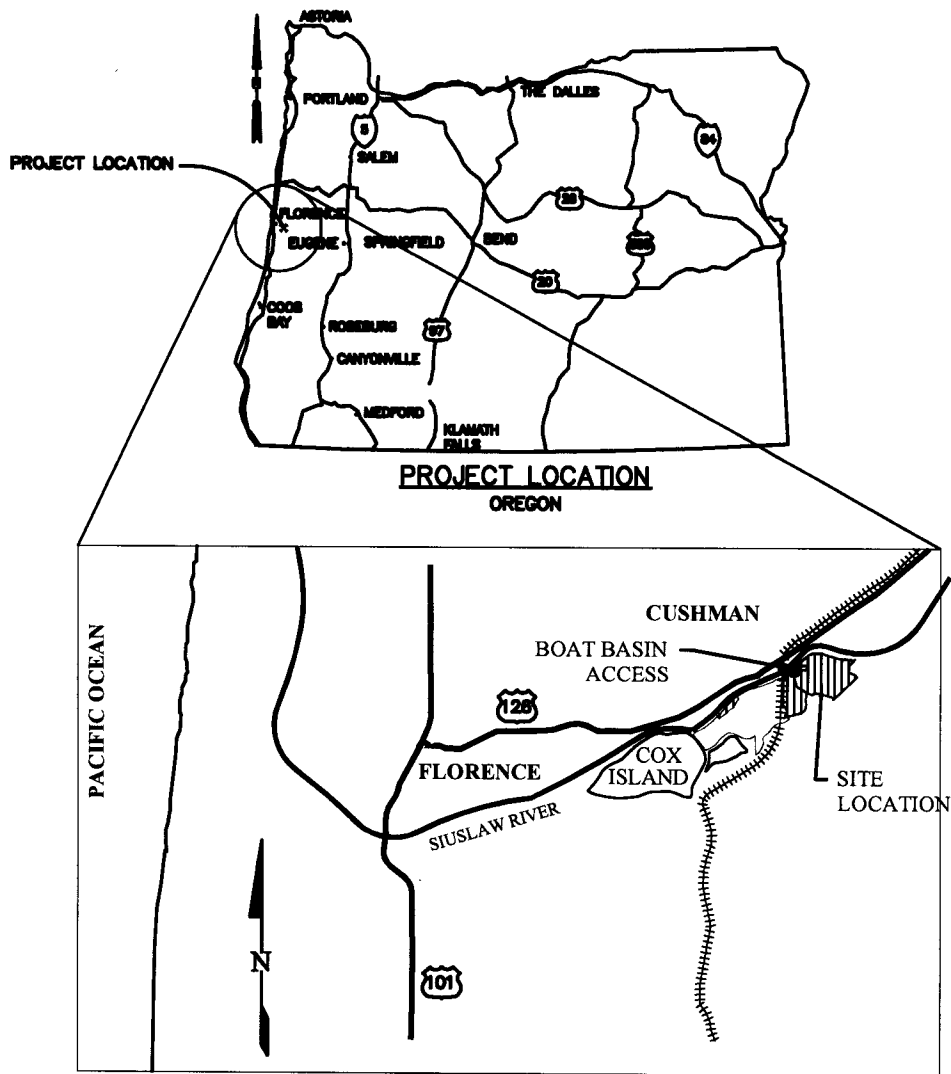 ASTORIA
PORTLAND
THE DALLES
5
84
SALEM
PROJECT LOCATION
26
FLORENCE
EUGENE
SPRINGFIELD
BEND
20
COOS
BAY
ROSEBURG
97
CANYONVILLE
MEDFORD
KLAMATH
FALLS
PROJECT LOCATION
OREGON
PACIFIC OCEAN
CUSHMAN
BOAT BASIN
ACCESS
126
FLORENCE
COX
ISLAND
SITE
LOCATION
SIUSLAW RIVER
N
101